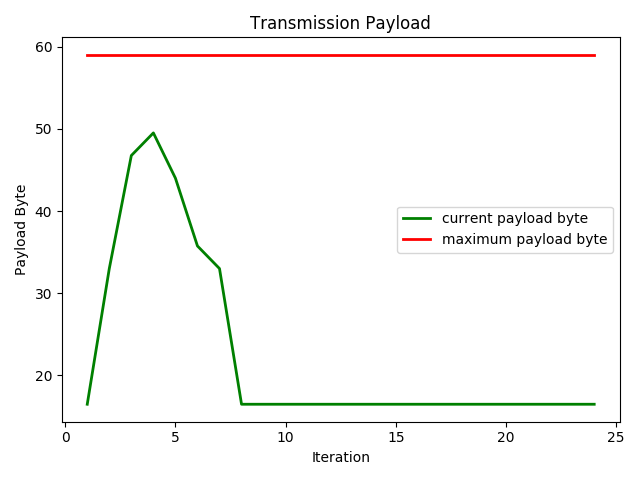 Transmission Payload
60
50
40
30
20
Payload Byte
current payload byte
maximum payload byte
0 5 10 15 20 25
Iteration